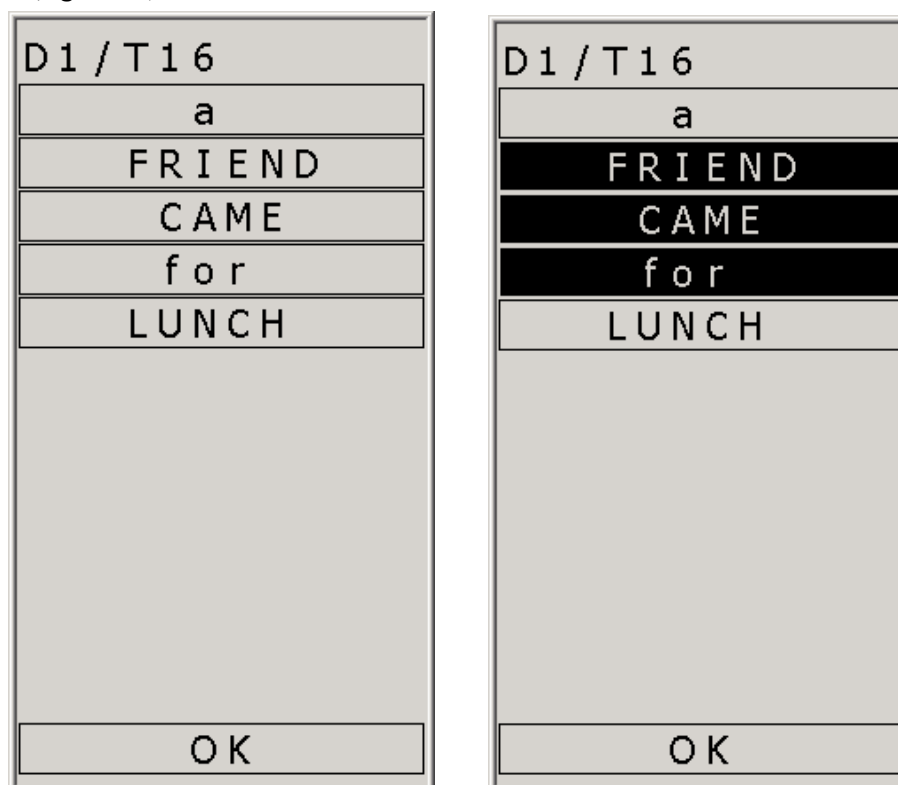 D1/T16
a
FRIEND
CAME
for
LUNCH
OK
D1/T16
a
FRIEND
CAME
for
LUNCH
OK